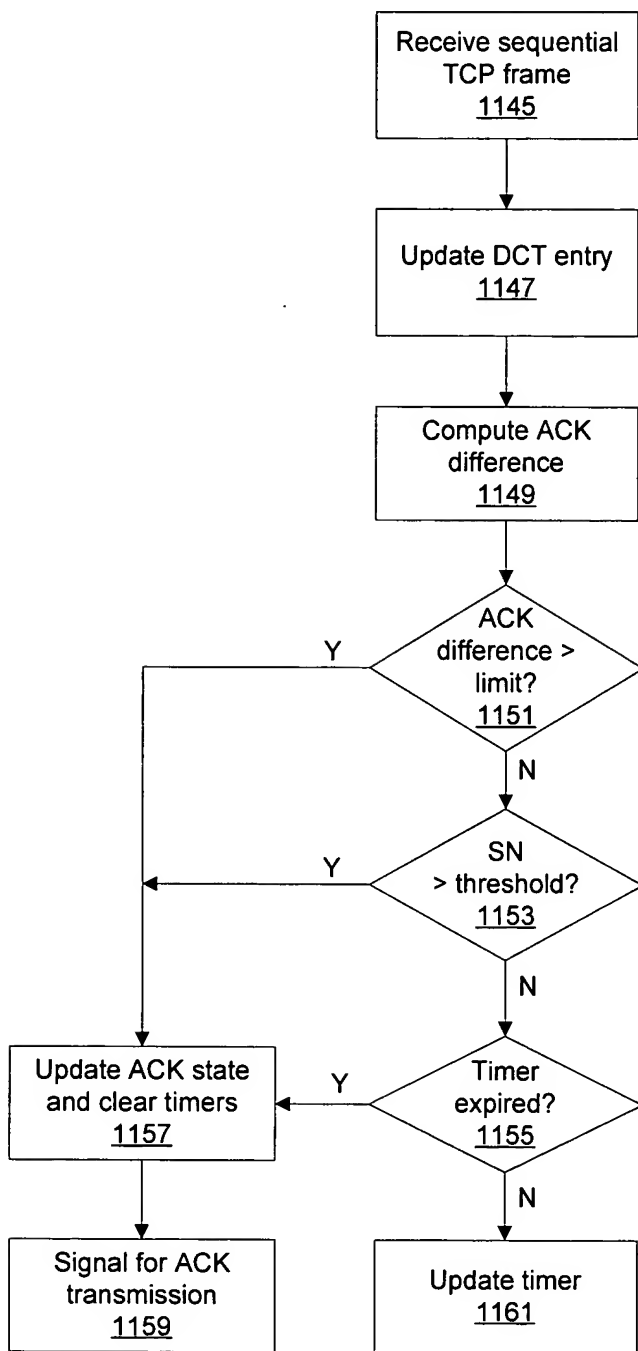 Receive sequential
TCP frame
1145
Update DCT entry
1147
Compute ACK
difference
1149
ACK
difference >
limit?
1151
Y
N
SN
> threshold?
1153
Y
N
Timer
expired?
1155
Y
N
Update ACK state
and clear timers
1157
Signal for ACK
transmission
1159
Update timer
1161